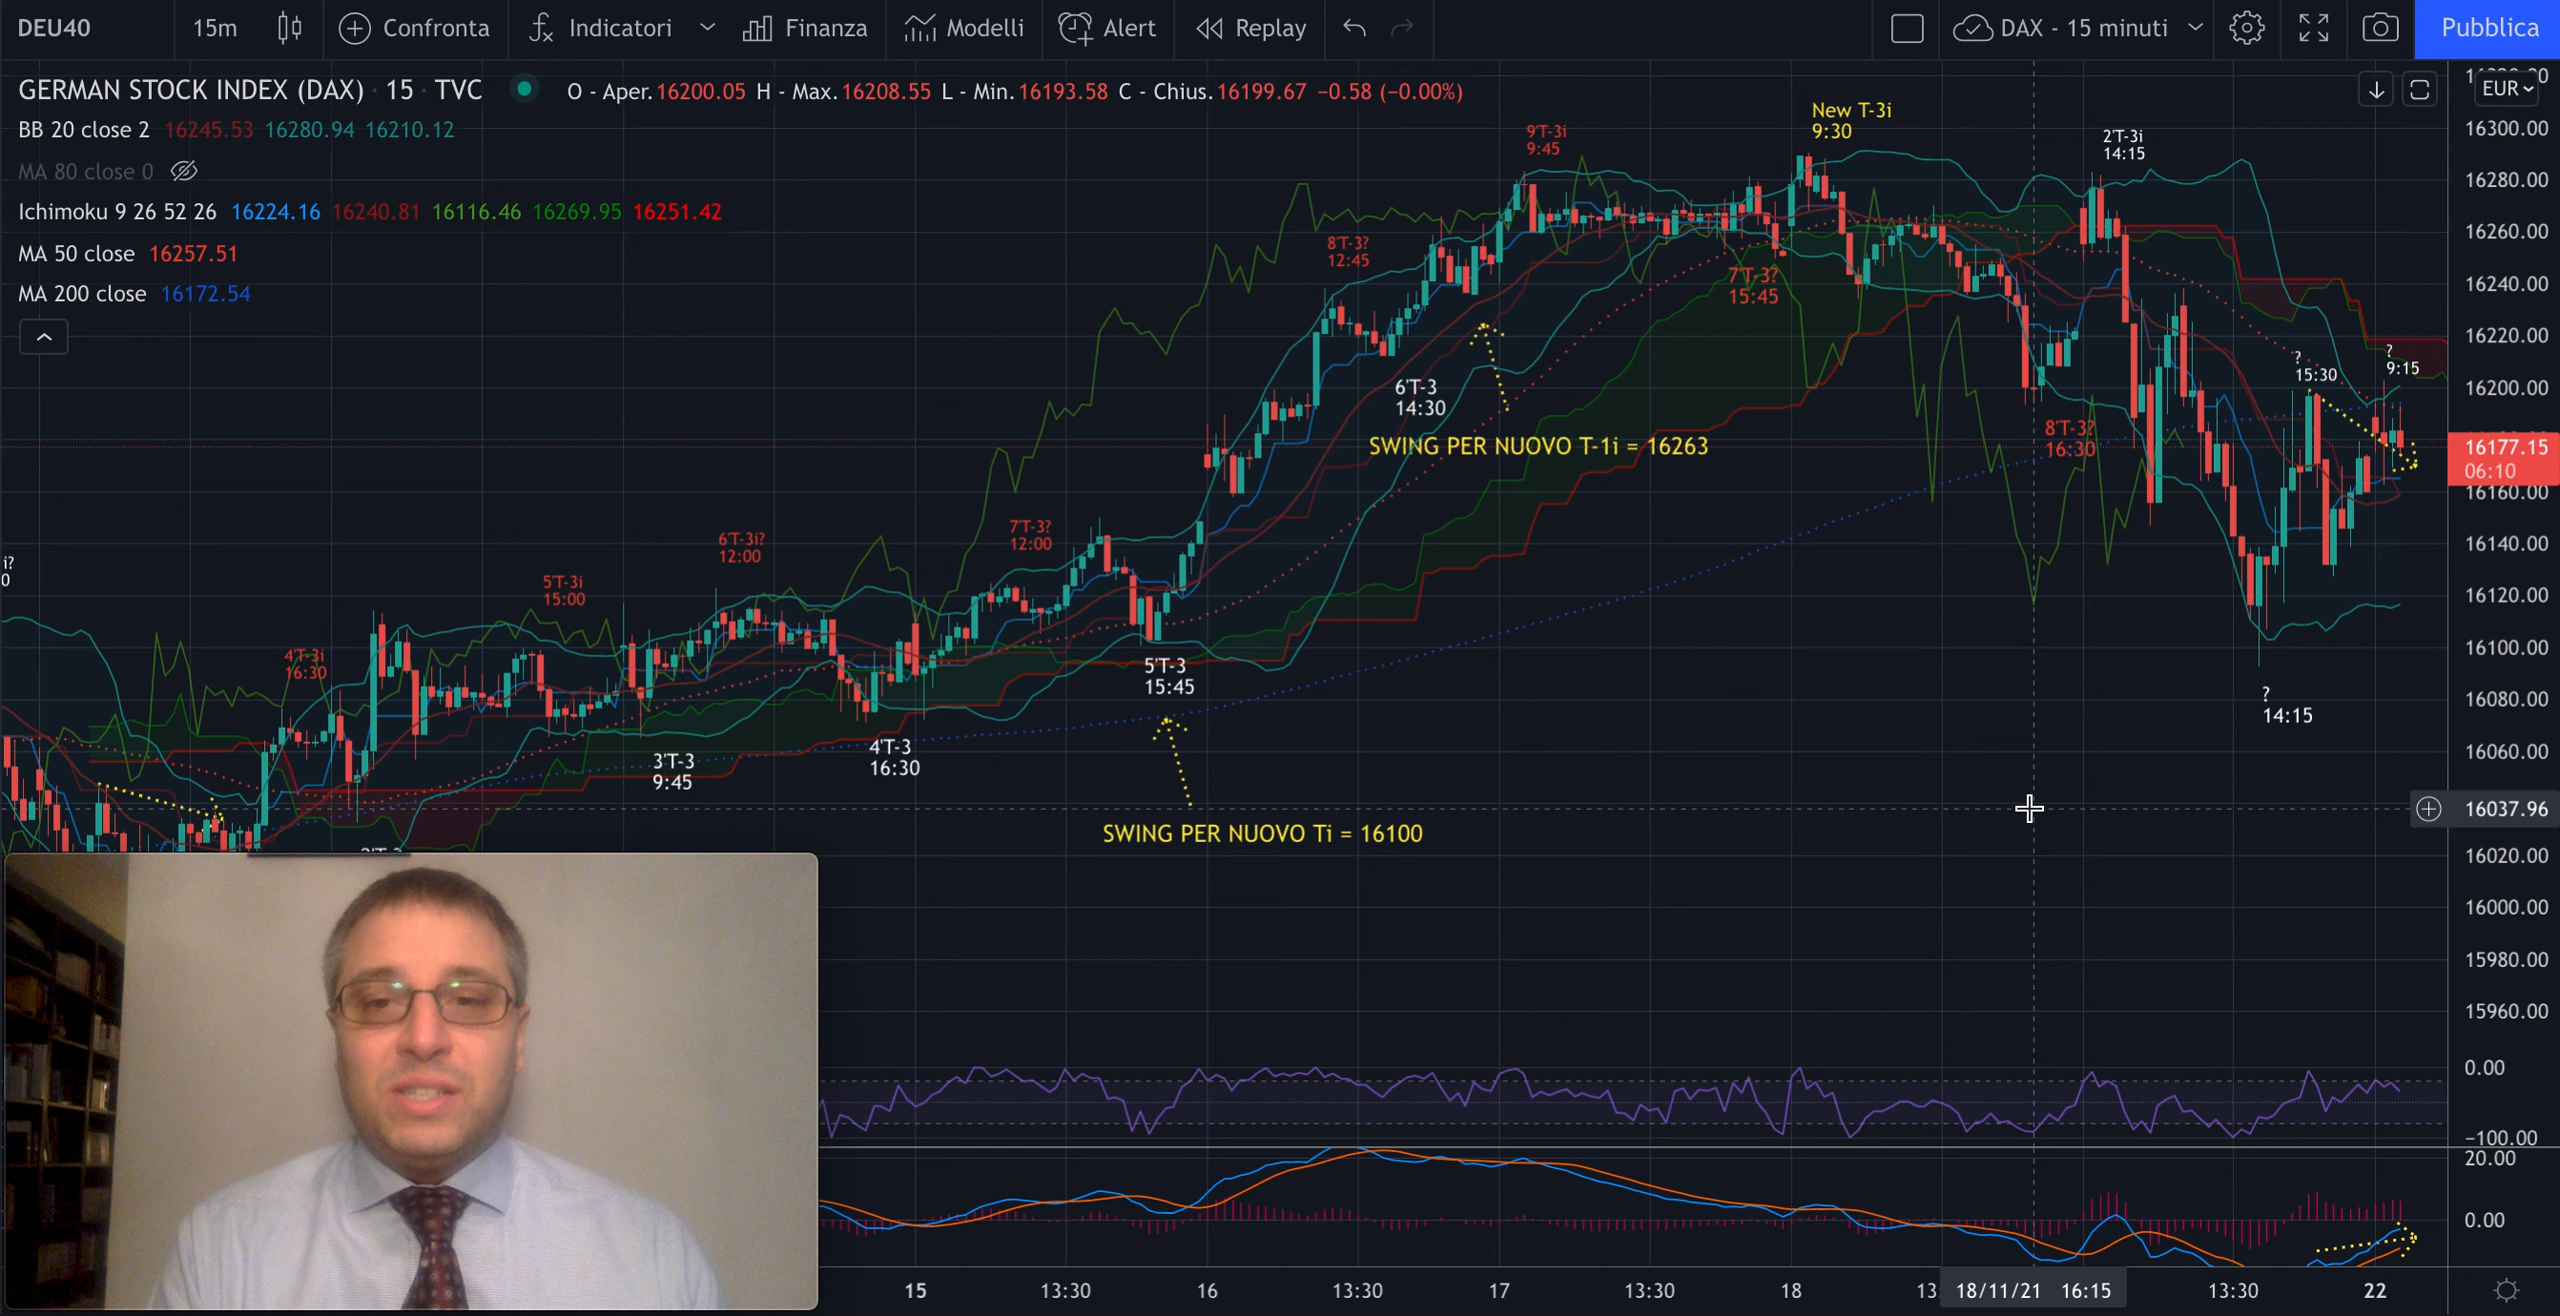 DEU40 15m Confronta Indicatori Finanza Modelli Alert Replay DAX - 15 minuti Pubblica
GERMAN STOCK INDEX (DAX) · 15 · TVC O - Aper.16200.05 H - Max.16208.55 L - Min.16193.58 C - Chius.16199.67 −0.58 (−0.00%)
EUR
BB 20 close 2 16245.53 16280.94 16210.12
MA 80 close 0
Ichimoku 9 26 52 26 16224.16 16240.81 16116.46 16269.95 16251.42
MA 50 close 16257.51
MA 200 close 16172.54
i?
0
4'T-3i
16:30
5'T-3i
15:00
6'T-3i?
12:00
7'T-3?
12:00
8'T-3?
12:45
9'T-3i
9:45
New T-3i
9:30
2'T-3i
14:15
7'T-3?
15:45
6'T-3
14:30
SWING PER NUOVO T-1i = 16263
8'T-3?
16:30
?
15:30
?
9:15
5'T-3
15:45
3'T-3
9:45
4'T-3
16:30
?
14:15
SWING PER NUOVO Ti = 16100
16300.00
16280.00
16260.00
16240.00
16220.00
16200.00
16177.15
06:10
16160.00
16140.00
16120.00
16100.00
16080.00
16060.00
16037.96
16020.00
16000.00
15980.00
15960.00
0.00
−100.00
20.00
0.00
15 13:30 16 13:30 17 13:30 18 18/11/21 16:15 13:30 22